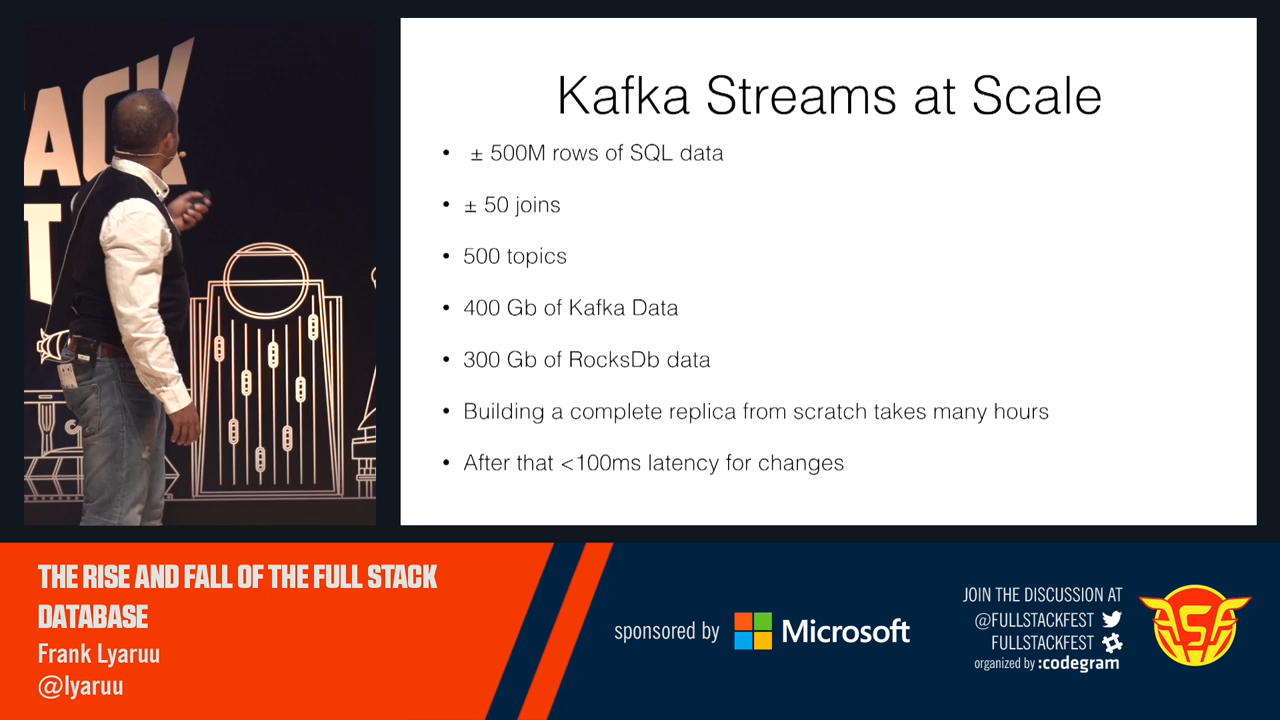 ACK
T
Kafka Streams at Scale
• ± 500M rows of SQL data
• ± 50 joins
• 500 topics
• 400 Gb of Kafka Data
• 300 Gb of RocksDb data
• Building a complete replica from scratch takes many hours
• After that <100ms latency for changes
THE RISE AND FALL OF THE FULL STACK
DATABASE
Frank Lyaruu
@lyaruu
sponsored by Microsoft
JOIN THE DISCUSSION AT
@FULLSTACKFEST
FULLSTACKFEST
organized by :codegram
FSF